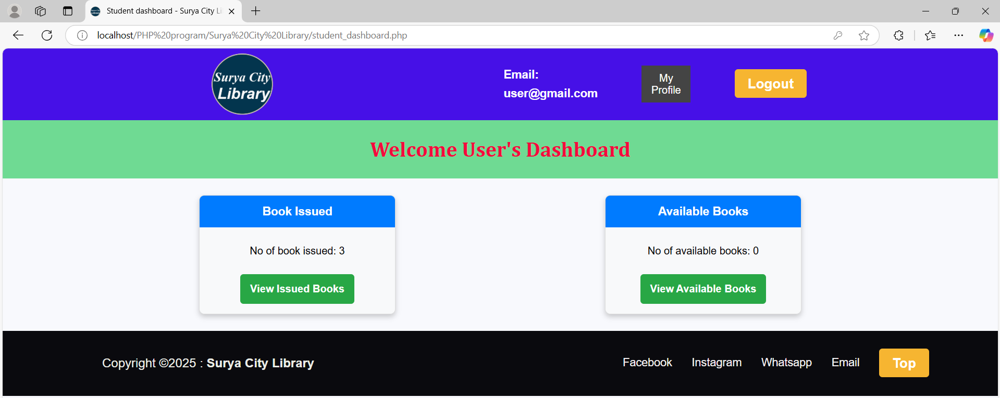 Student dashboard - Surya City Li
localhost/PHP%20program/Surya%20City%20Library/student_dashboard.php
Surya City
Library
Email:
user@gmail.com
My
Profile
Logout
Welcome User's Dashboard
Book Issued
No of book issued: 3
View Issued Books
Available Books
No of available books: 0
View Available Books
Copyright ©2025 : Surya City Library
Facebook
Instagram
Whatsapp
Email
Top